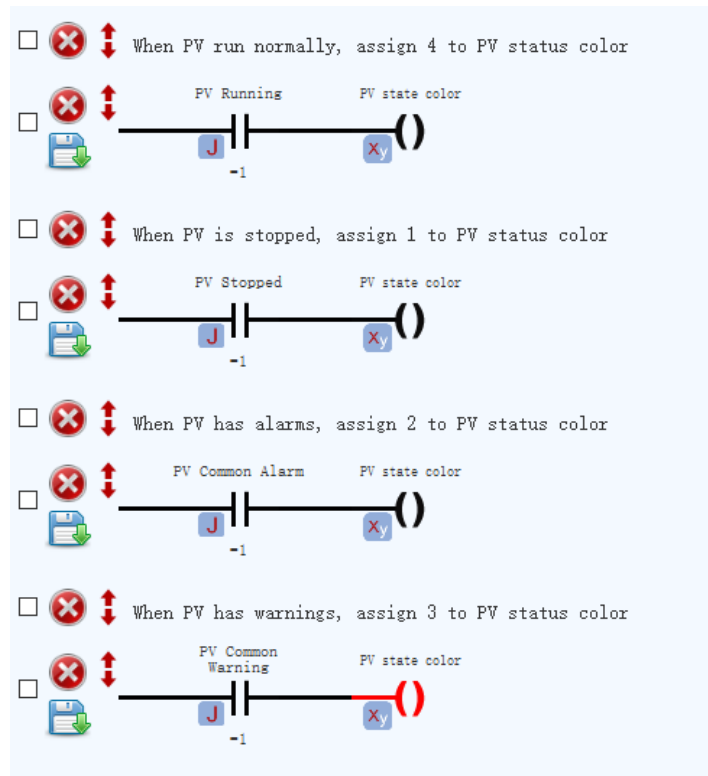 When PV run normally, assign 4 to PV status color
PV Running PV state color
J xy
-1
When PV is stopped, assign 1 to PV status color
PV Stopped PV state color
J xy
-1
When PV has alarms, assign 2 to PV status color
PV Common Alarm PV state color
J xy
-1
When PV has warnings, assign 3 to PV status color
PV Common
Warning PV state color
J xy
-1